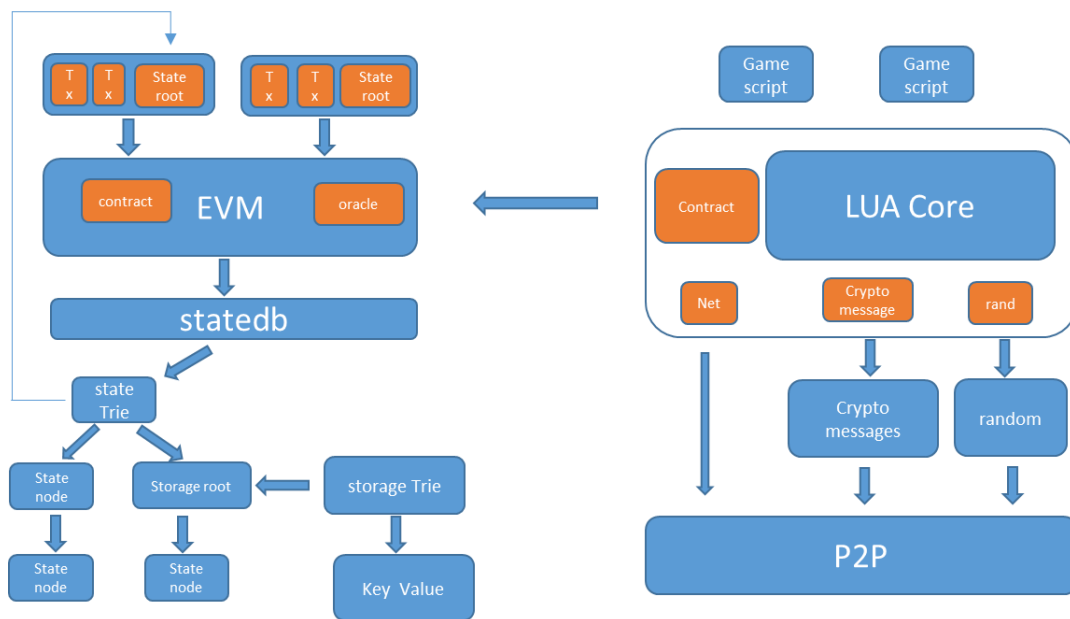 T
x
T
x
State
root
T
x
T
x
State
root
Game
script
Game
script
contract
EVM
oracle
Contract
LUA Core
Net
Crypto
message
rand
statedb
state
Trie
Crypto
messages
random
State
node
Storage root
storage Trie
State
node
State
node
Key Value
P2P